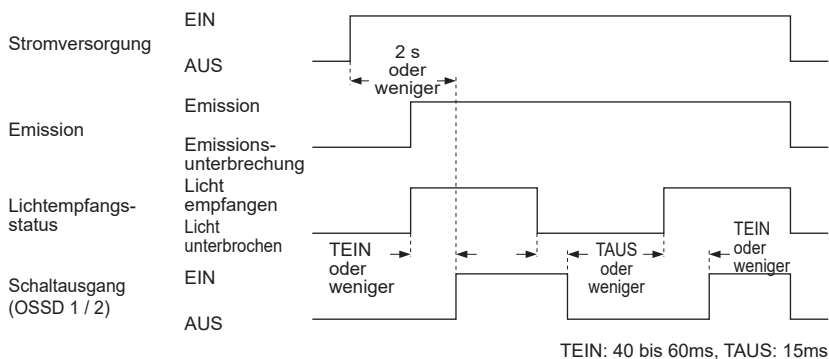 Stromversorgung
EIN
AUS
2 s
oder
weniger
Emission
Emission
Emissions-
unterbrechung
Lichtempfangs-
status
Licht
empfangen
Licht
unterbrochen
TEIN
oder
weniger
TAUS
oder
weniger
TEIN
oder
weniger
Schaltausgang
(OSSD 1 / 2)
EIN
AUS
TEIN: 40 bis 60ms, TAUS: 15ms